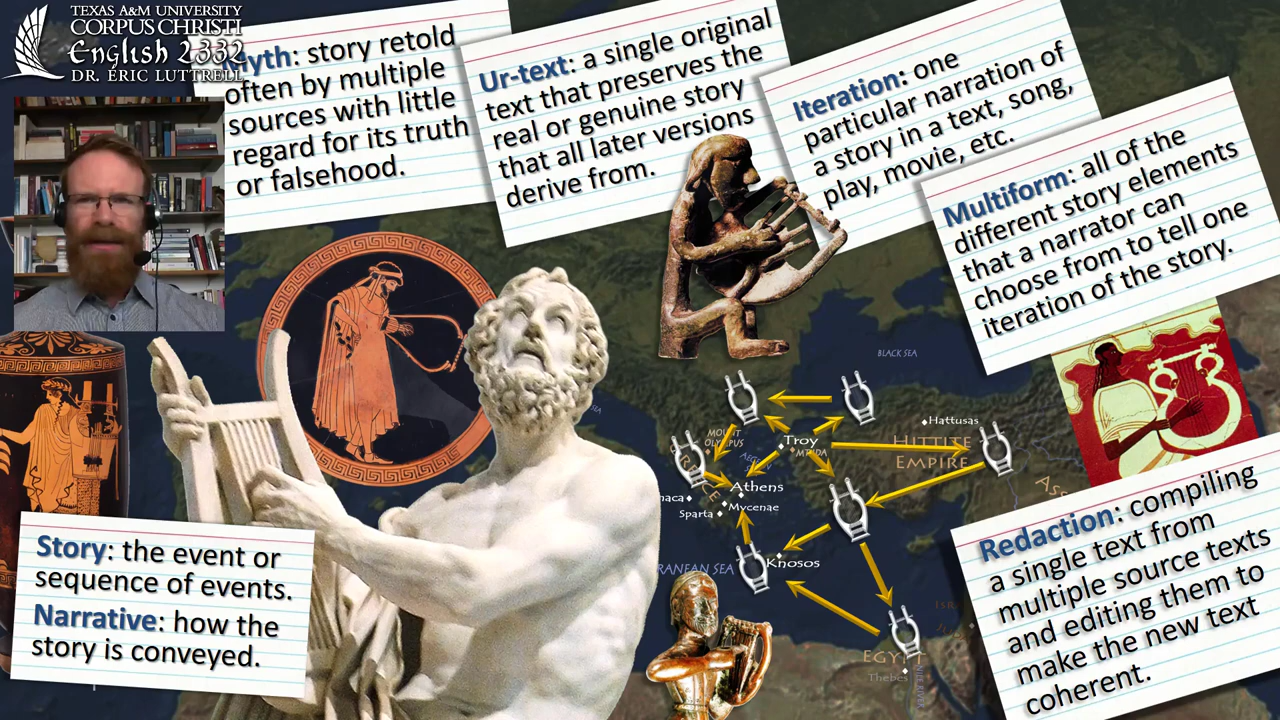 TEXAS A&M UNIVERSITY
CORPUS CHRISTI
English 2332
DR. ERIC LUTTRELL
Myth: story retold
often by multiple
sources with little
regard for its truth
or falsehood.
Ur-text: a single original
text that preserves the
real or genuine story
that all later versions
derive from.
Iteration: one
particular narration of
a story in a text, song,
play, movie, etc.
Multiform: all of the
different story elements
that a narrator can
choose from to tell one
iteration of the story.
BLACK SEA
Hattusas
HITTITE
EMPIRE
Troy
Athens
Mycenae
Sparta
Knosos
EGYPT
Thebes
Story: the event or
sequence of events.
Narrative: how the
story is conveyed.
Redaction: compiling
a single text from
multiple source texts
and editing them to
make the new text
coherent.